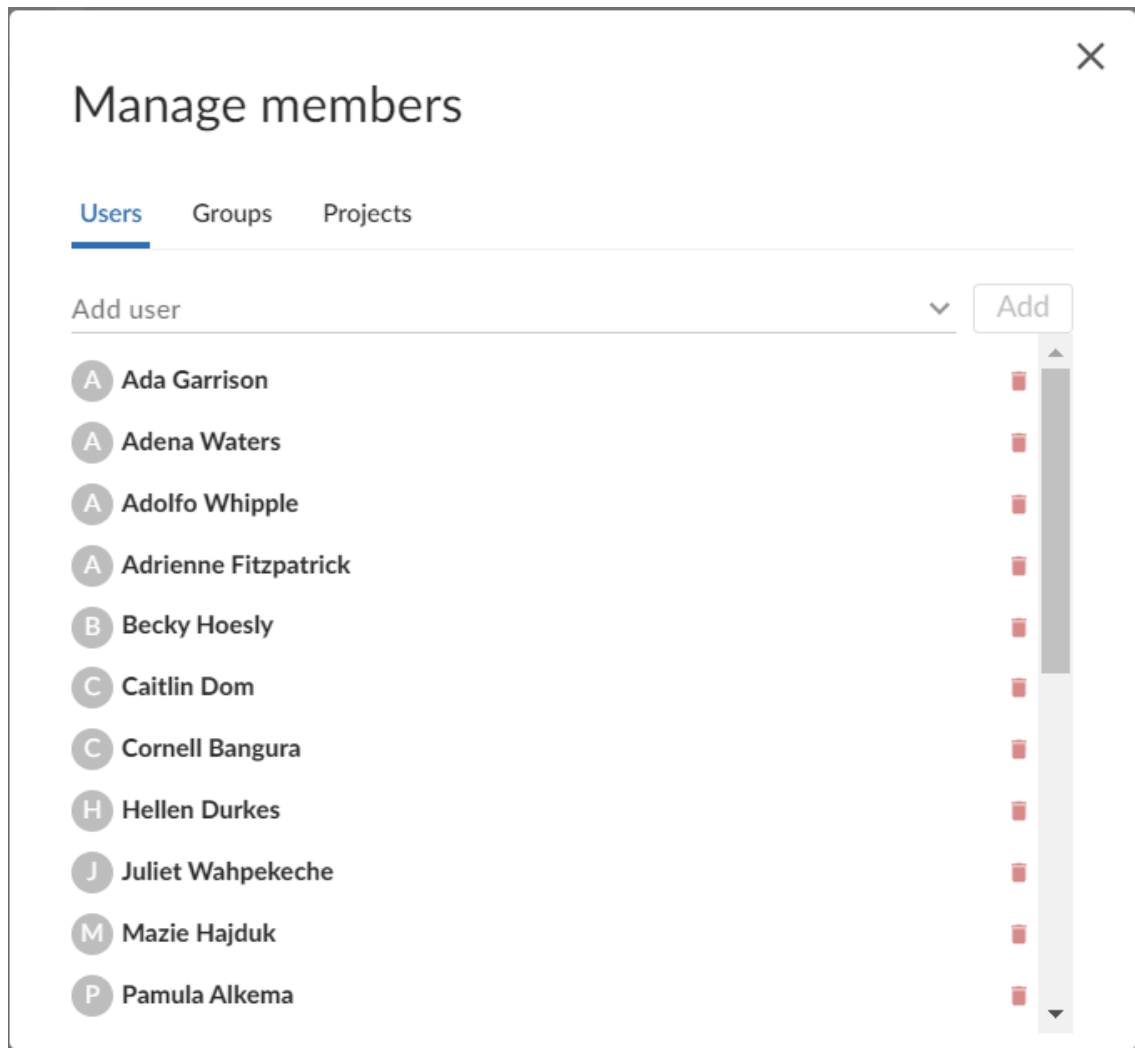 Manage members
Users Groups Projects
Add user Add
A Ada Garrison
A Adena Waters
A Adolfo Whipple
A Adrienne Fitzpatrick
B Becky Hoesly
C Caitlin Dom
C Cornell Bangura
H Hellen Durkes
J Juliet Wahpekeche
M Mazie Hajduk
P Pamula Alkema